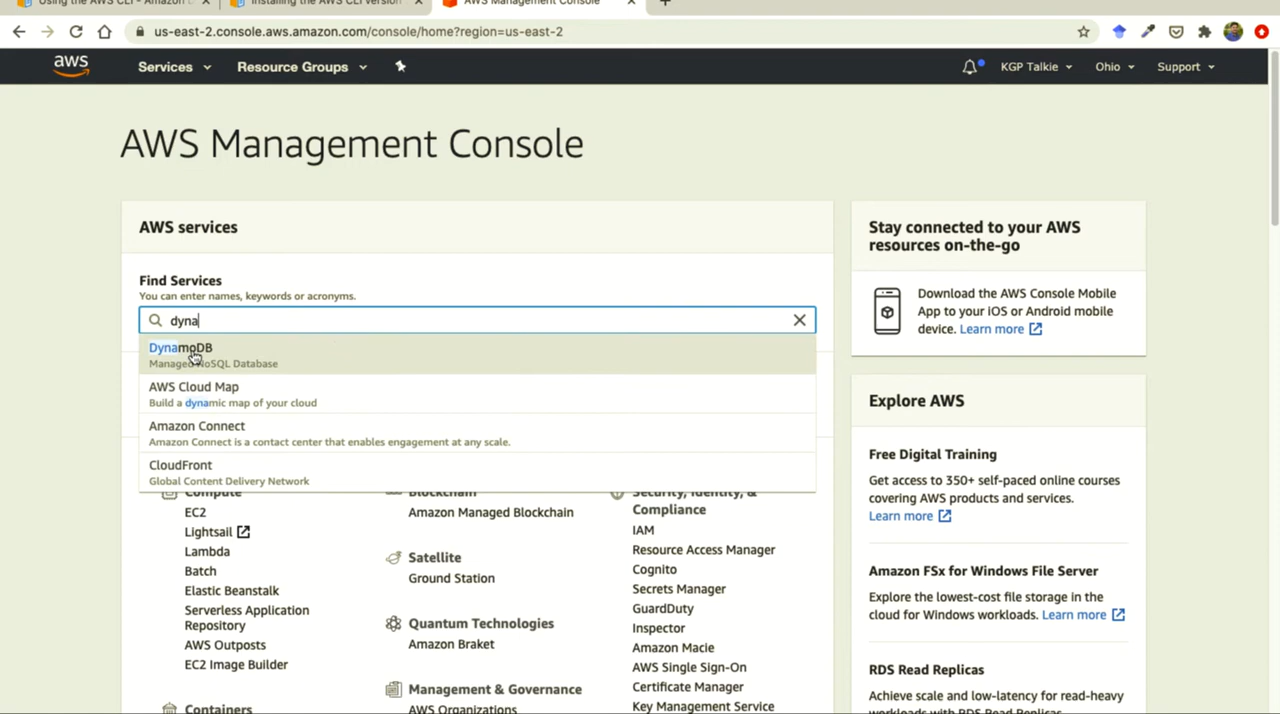 Using the AWS CLI - Amazon
Installing the AWS CLI version
AWS Management Console
us-east-2.console.aws.amazon.com/console/home?region=us-east-2
aws
Services
Resource Groups
KGP Talkie
Ohio
Support
AWS Management Console
AWS services
Find Services
You can enter names, keywords or acronyms.
dyna
DynamoDB
Managed NoSQL Database
AWS Cloud Map
Build a dynamic map of your cloud
Amazon Connect
Amazon Connect is a contact center that enables engagement at any scale.
CloudFront
Global Content Delivery Network
Compute
EC2
Lightsail
Lambda
Batch
Elastic Beanstalk
Serverless Application
Repository
AWS Outposts
EC2 Image Builder
Containers
Blockchain
Amazon Managed Blockchain
Satellite
Ground Station
Quantum Technologies
Amazon Braket
Management & Governance
AWS Organizations
Security, Identity, &
Compliance
IAM
Resource Access Manager
Cognito
Secrets Manager
GuardDuty
Inspector
Amazon Macie
AWS Single Sign-On
Certificate Manager
Key Management Service
Stay connected to your AWS
resources on-the-go
Download the AWS Console Mobile
App to your iOS or Android mobile
device. Learn more
Explore AWS
Free Digital Training
Get access to 350+ self-paced online courses
covering AWS products and services.
Learn more
Amazon FSx for Windows File Server
Explore the lowest-cost file storage in the
cloud for Windows workloads. Learn more
RDS Read Replicas
Achieve scale and low-latency for read-heavy
workloads with RDS Read Replicas